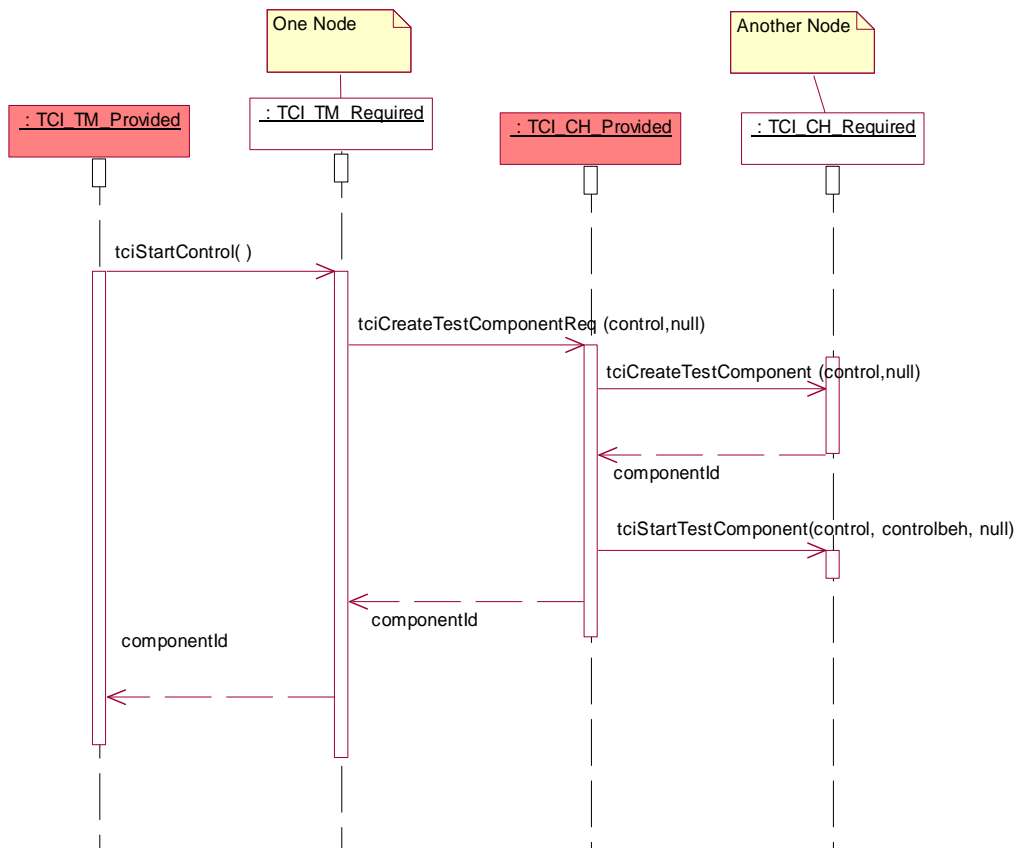 One Node
Another Node
: TCI_TM_Provided
: TCI_TM_Required
: TCI_CH_Provided
: TCI_CH_Required
tciStartControl( )
tciCreateTestComponentReq (control,null)
tciCreateTestComponent (control,null)
componentId
tciStartTestComponent(control, controlbeh, null)
componentId
componentId